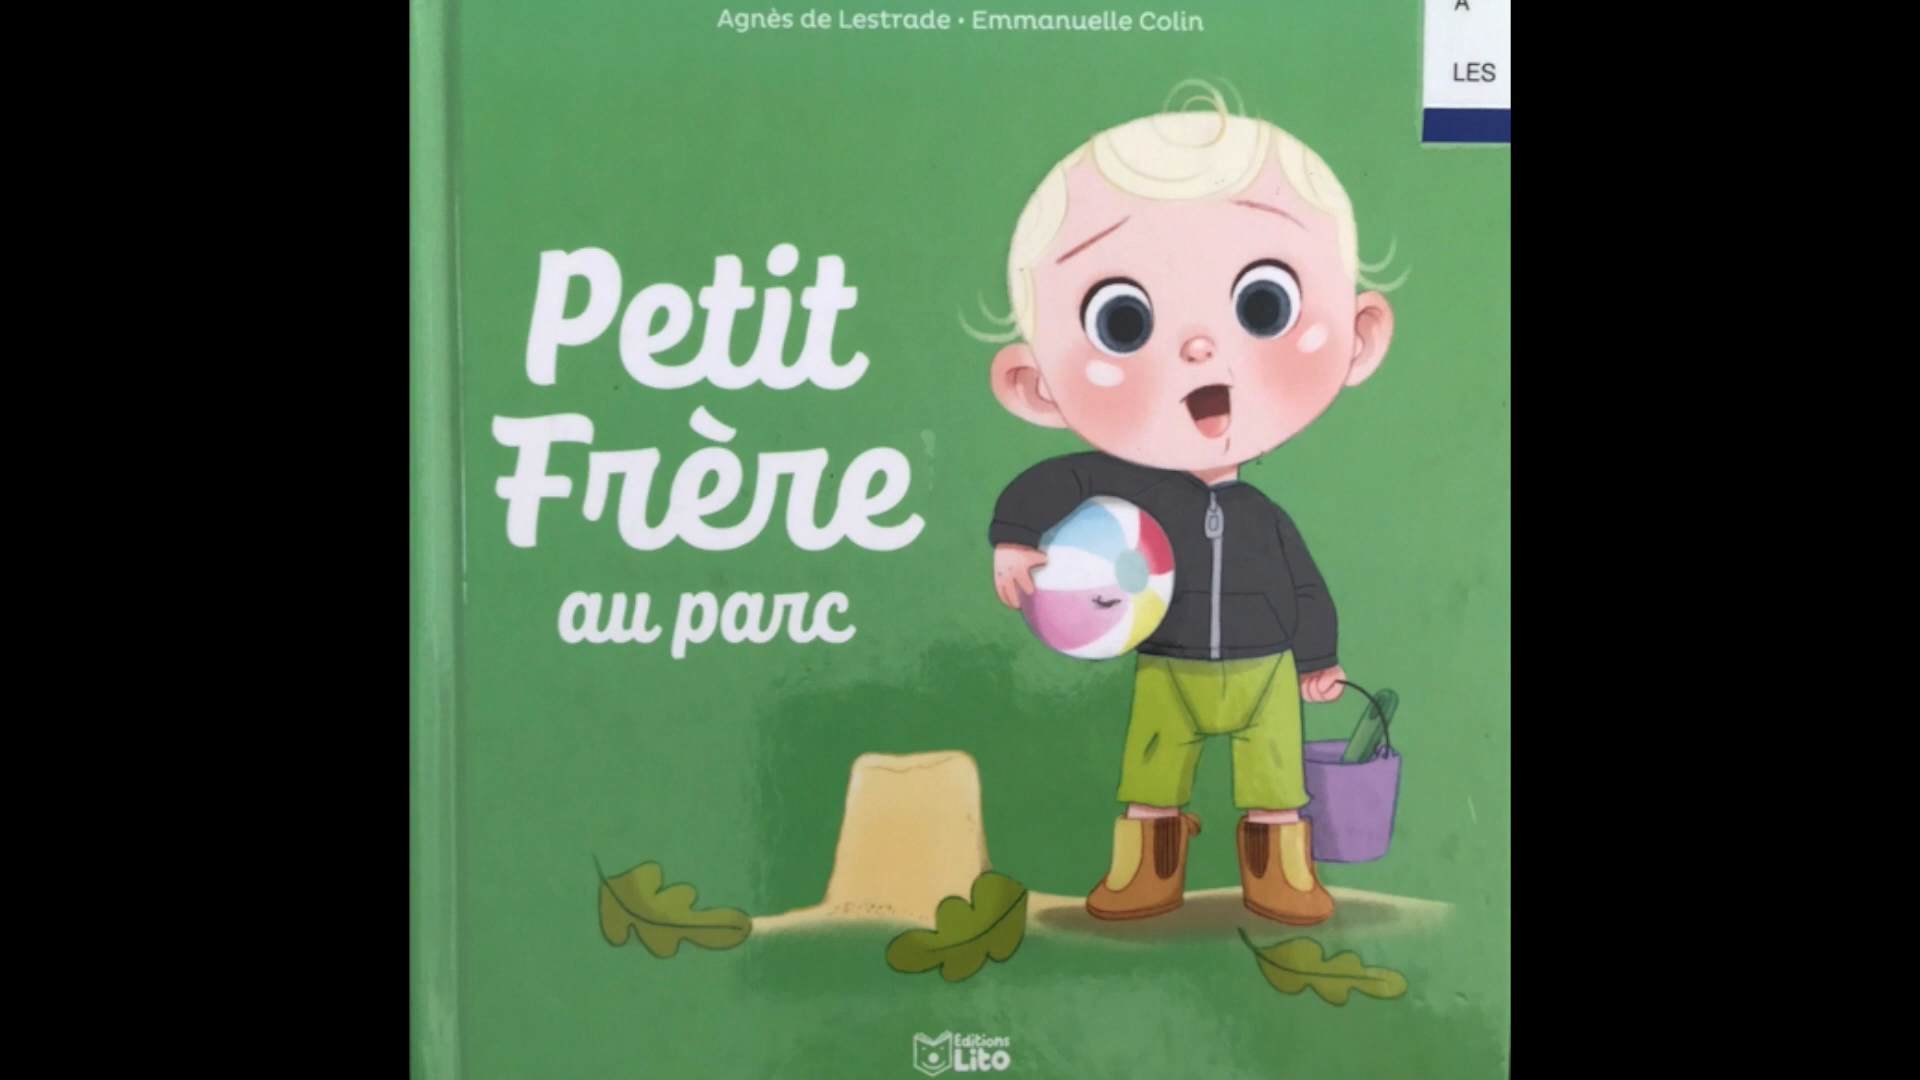 Agnès de Lestrade • Emmanuelle Colin
A
LES
Petit
Frère
au parc
Éditions
Lito